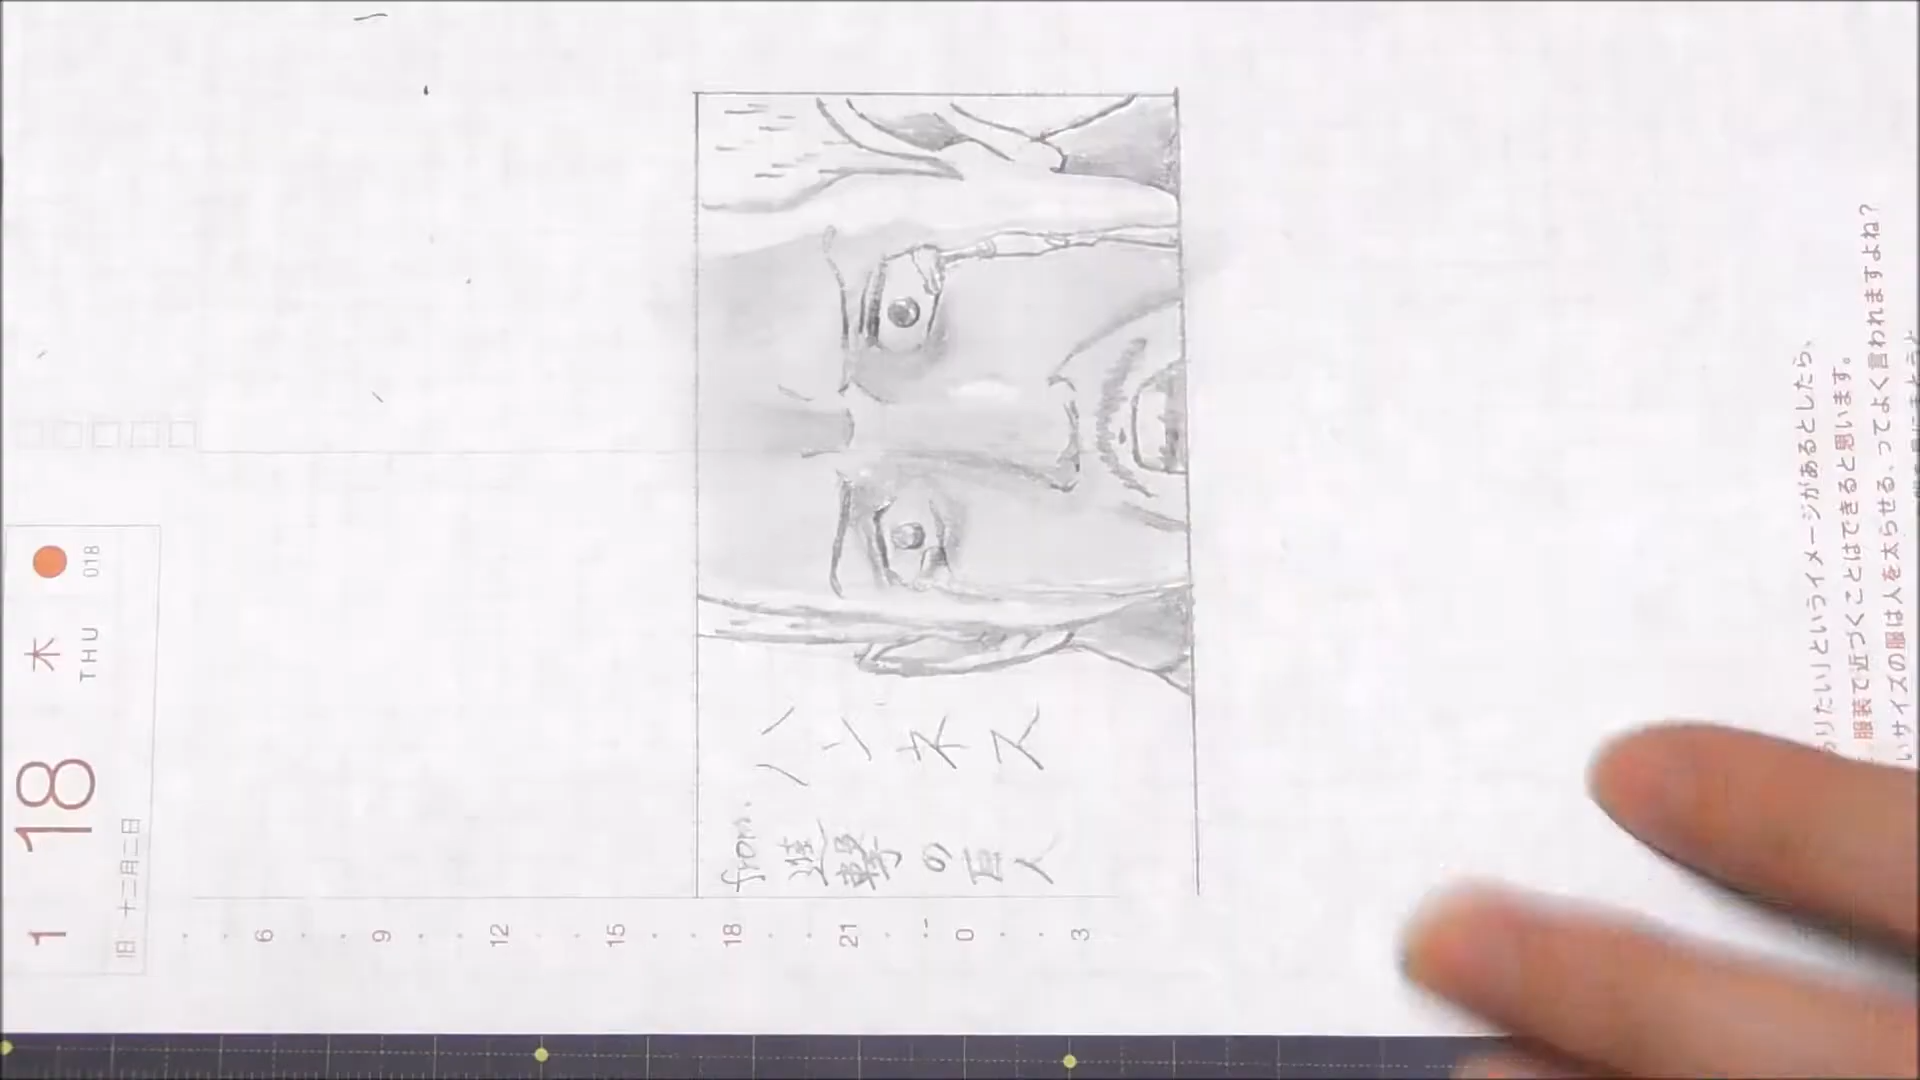 1 18 木
THU 018
旧 十二月二日
6
9
12
15
18
21
0
3
ハンネス
from.
進撃の巨人
ありたい」というイメージがあるとしたら、
服装で近づくことはできると思います。
いサイズの服は人を太らせる、ってよく言われますよね？